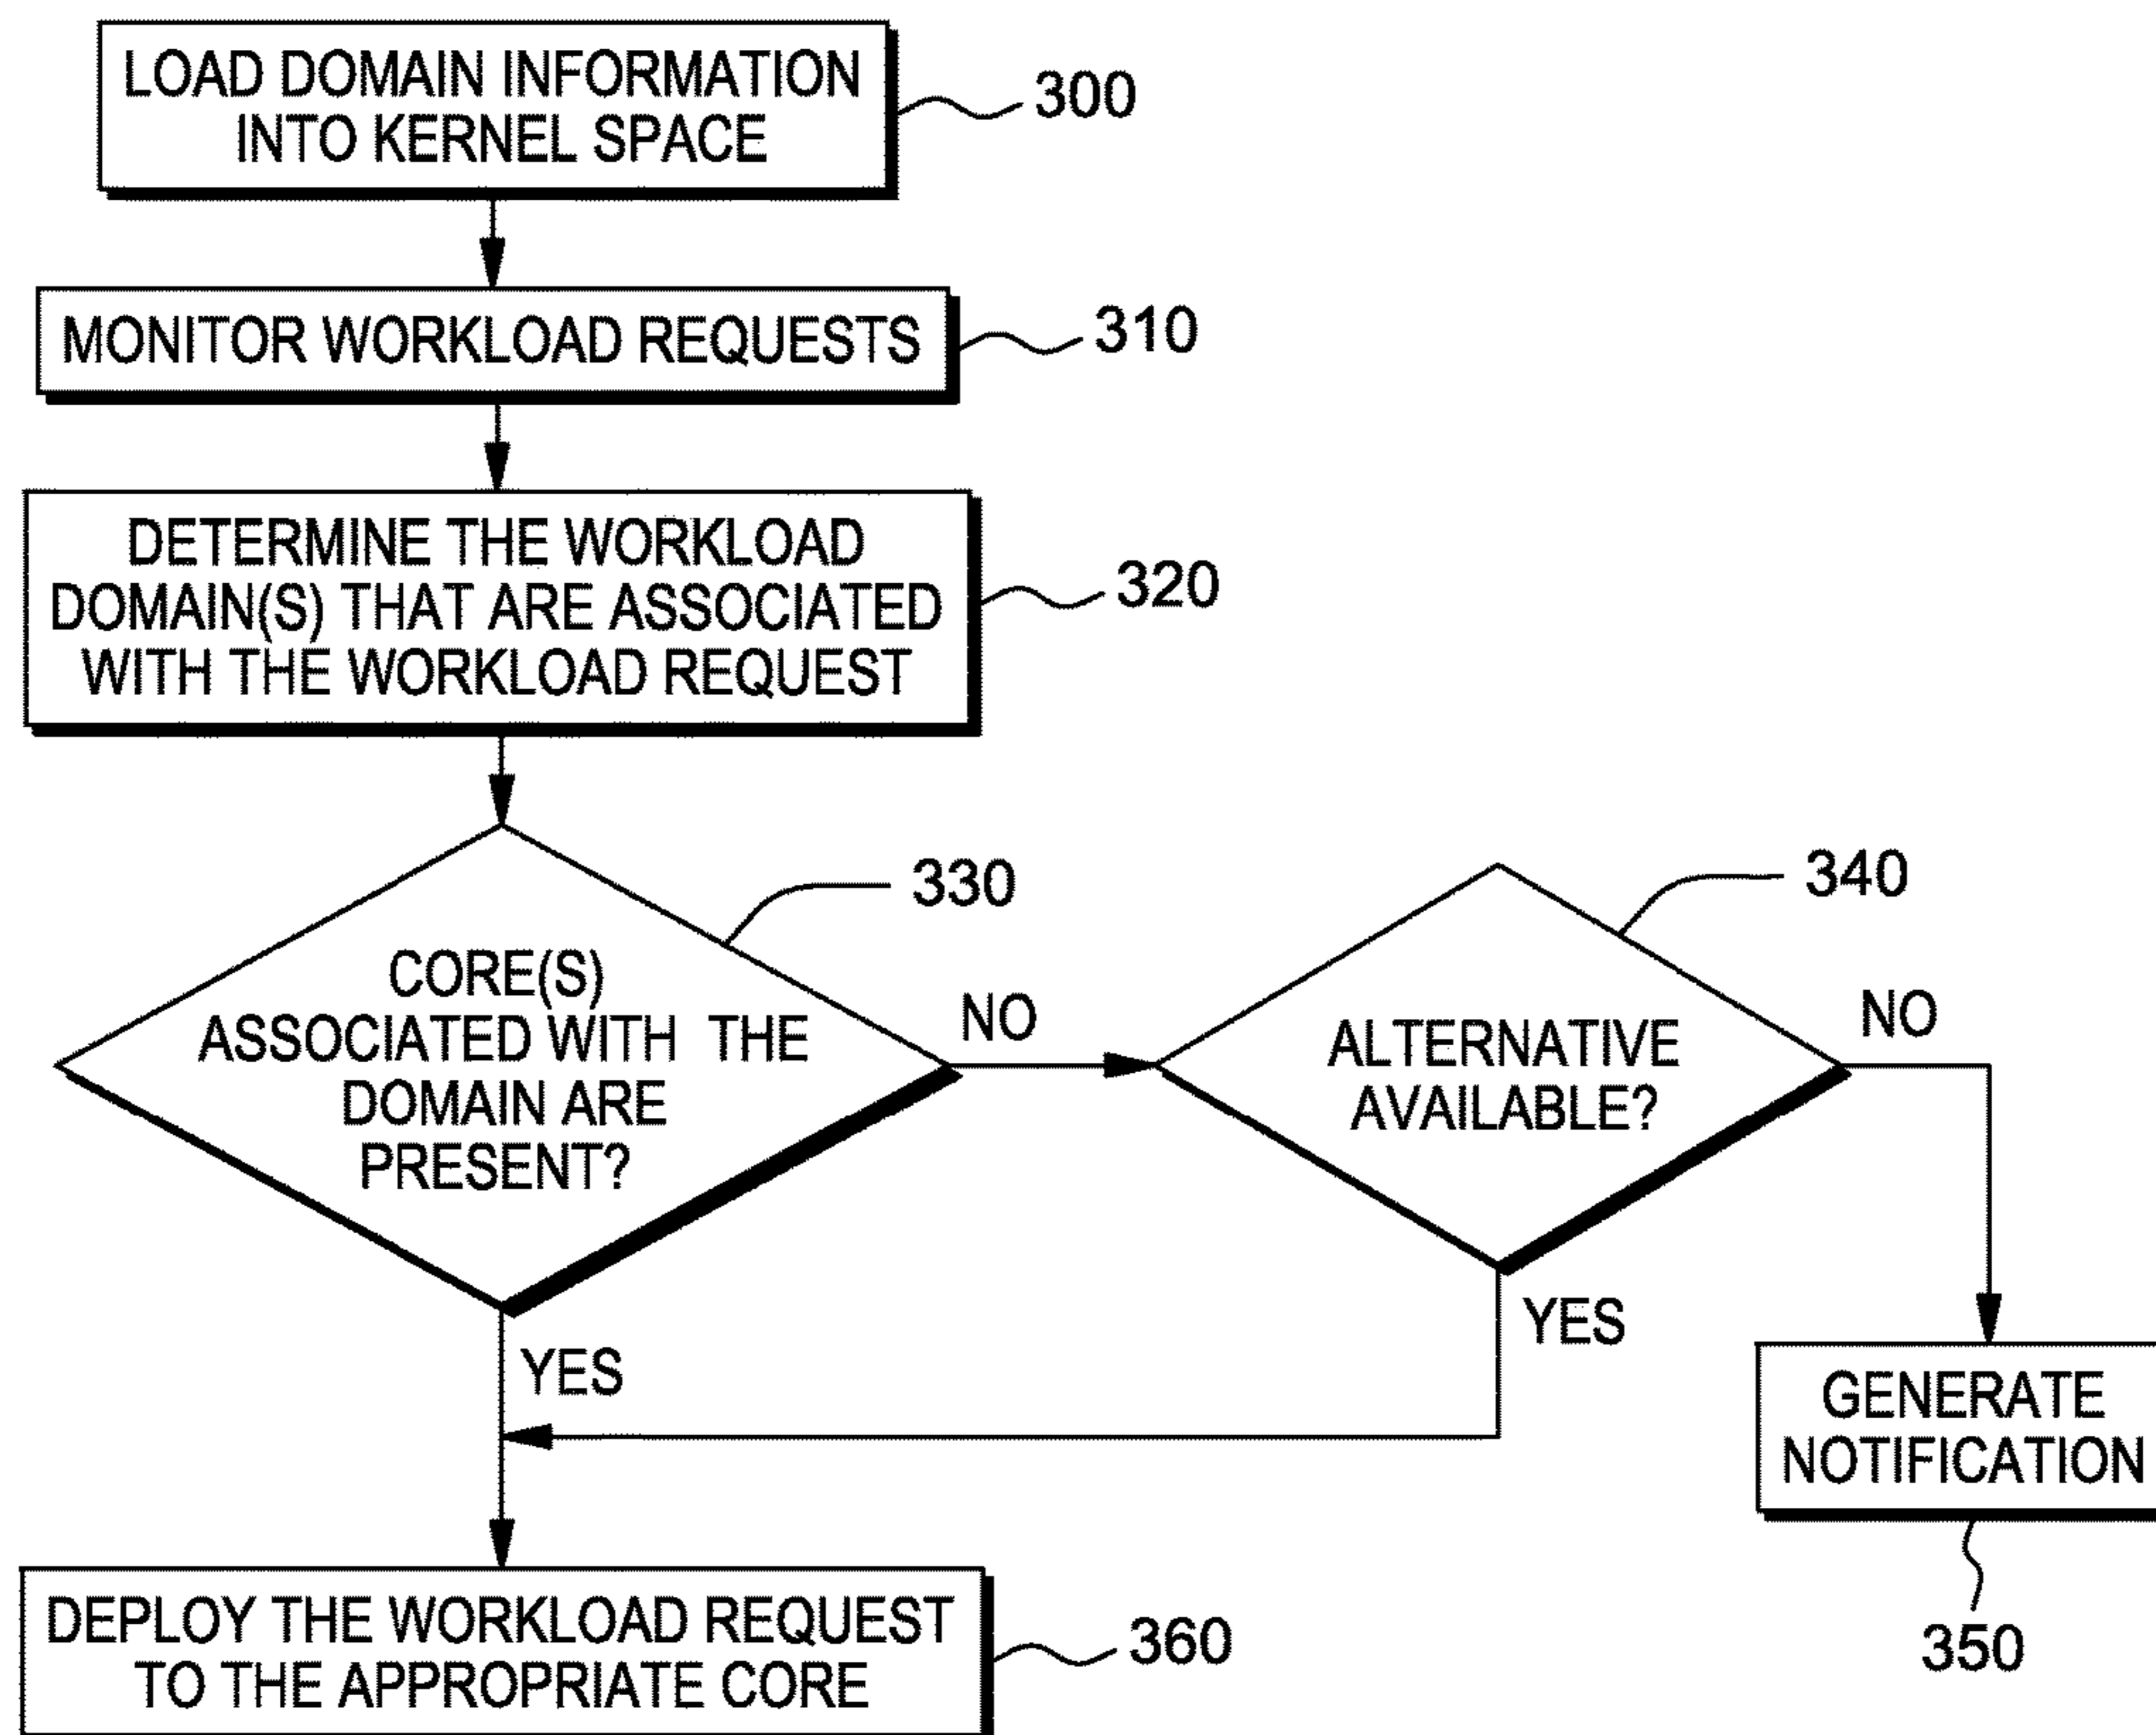 LOAD DOMAIN INFORMATION
INTO KERNEL SPACE
300
MONITOR WORKLOAD REQUESTS
310
DETERMINE THE WORKLOAD
DOMAIN(S) THAT ARE ASSOCIATED
WITH THE WORKLOAD REQUEST
320
330
CORE(S)
ASSOCIATED WITH THE
DOMAIN ARE
PRESENT?
NO
340
ALTERNATIVE
AVAILABLE?
NO
YES
YES
GENERATE
NOTIFICATION
350
DEPLOY THE WORKLOAD REQUEST
TO THE APPROPRIATE CORE
360